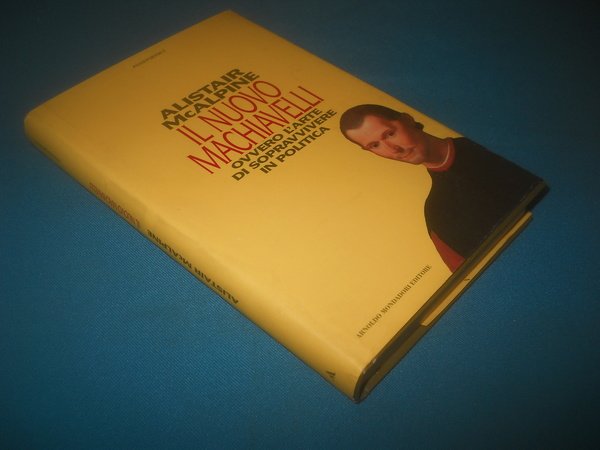 ALISTAIR
McALPINE
IL NUOVO
MACHIAVELLI
OVVERO L'ARTE
DI SOPRAVVIVERE
IN POLITICA
ARNOLDO MONDADORI EDITORE
ALISTAIR McALPINE